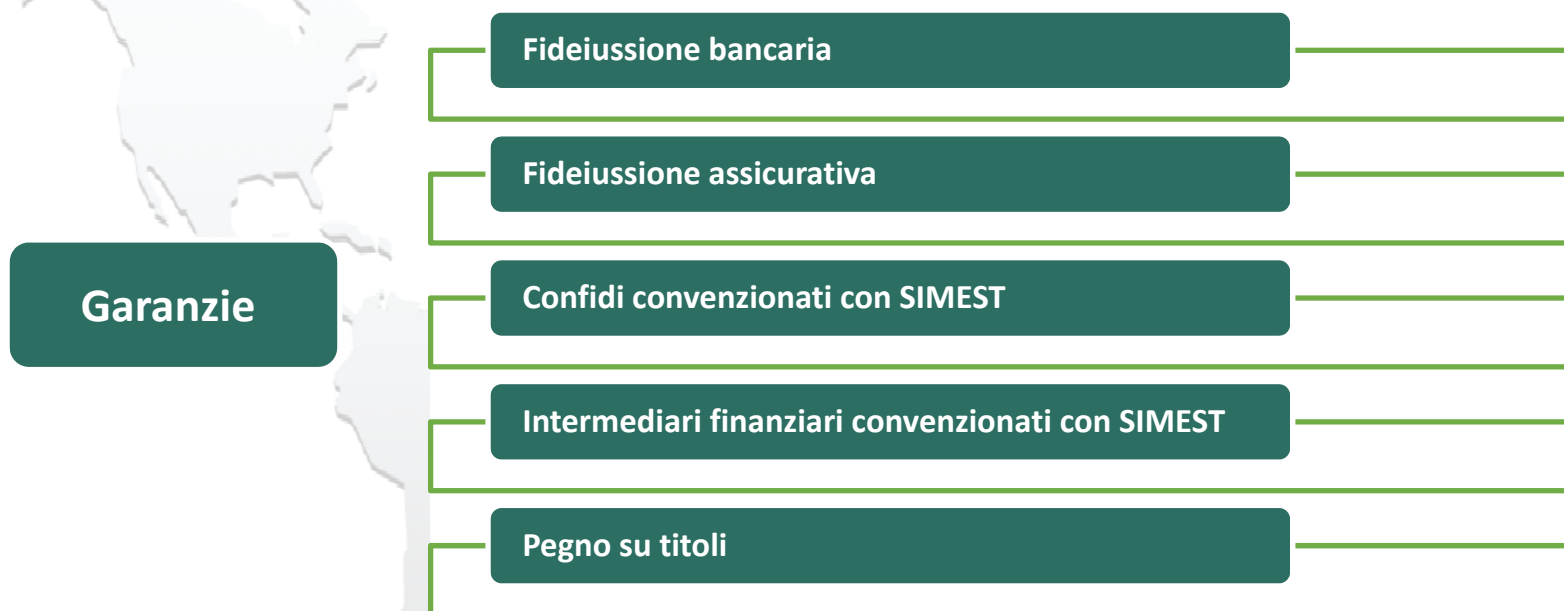 Fideiussione bancaria
Fideiussione assicurativa
Garanzie
Confidi convenzionati con SIMEST
Intermediari finanziari convenzionati con SIMEST
Pegno su titoli